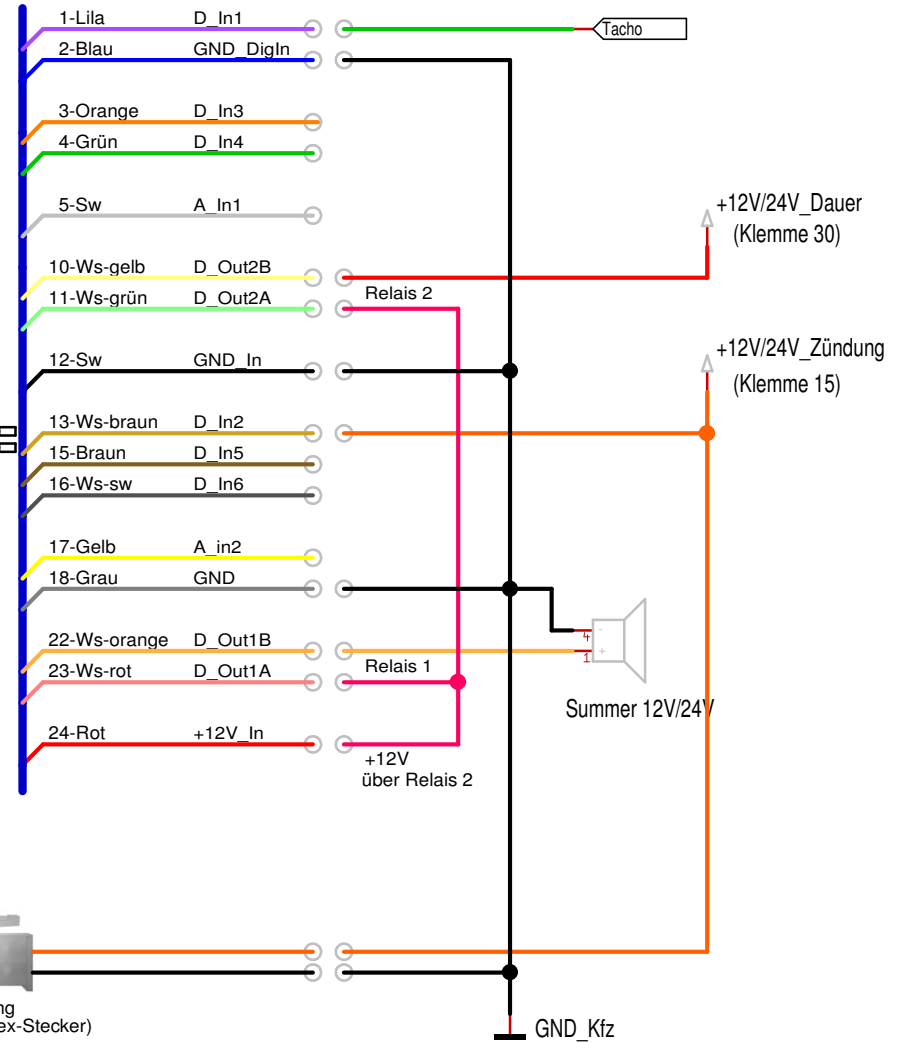 1-Lila D_In1
Tacho
2-Blau GND_DigIn
3-Orange D_In3
4-Grün D_In4
5-Sw A_In1
+12V/24V_Dauer
(Klemme 30)
10-Ws-gelb D_Out2B
Relais 2
11-Ws-grün D_Out2A
+12V/24V_Zündung
(Klemme 15)
12-Sw GND_In
13-Ws-braun D_In2
15-Braun D_In5
16-Ws-sw D_In6
17-Gelb A_in2
18-Grau GND
4 -
22-Ws-orange D_Out1B
1 +
23-Ws-rot D_Out1A
Relais 1
Summer 12V/24V
24-Rot +12V_In
+12V
über Relais 2
ng
ex-Stecker)
GND_Kfz